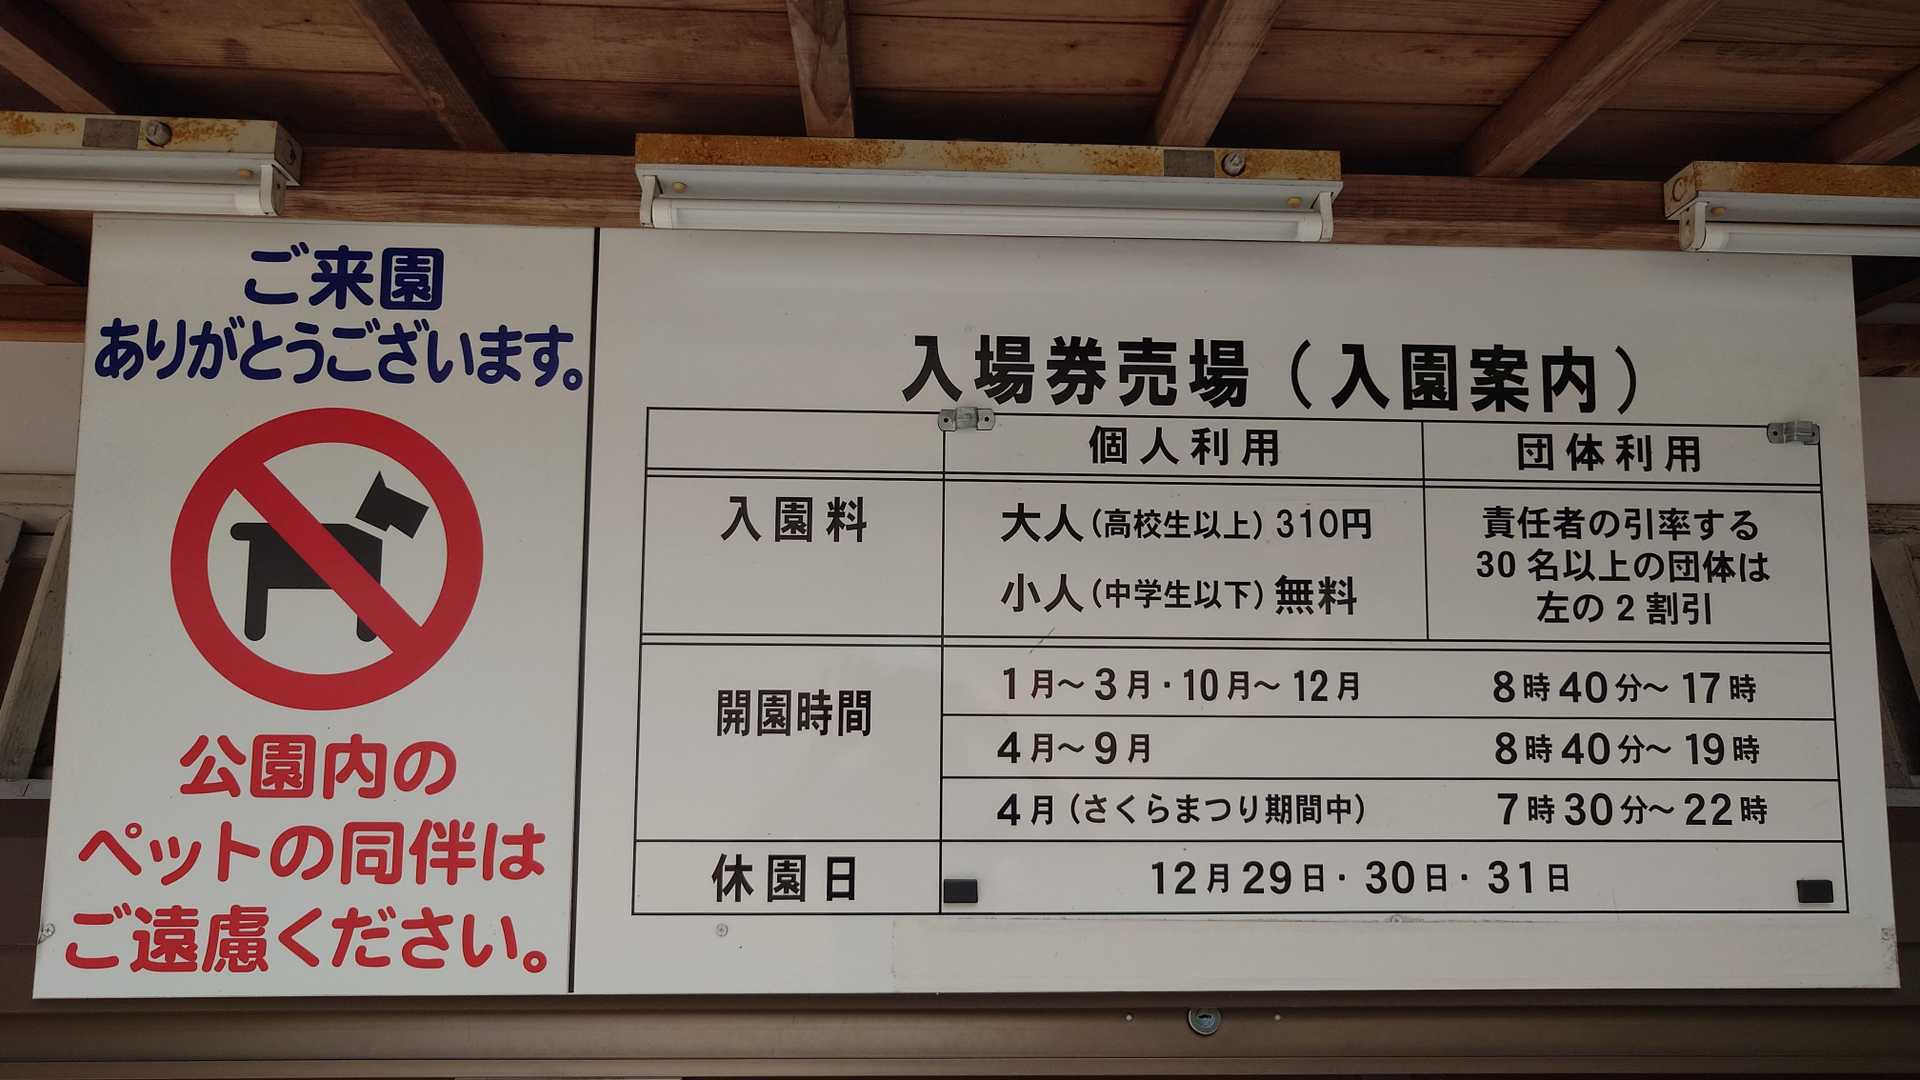 ご来園
ありがとうございます。
公園内の
ペットの同伴は
ご遠慮ください。
入場券売場（入園案内）
個人利用 団体利用
入園料
大人（高校生以上）310円
小人（中学生以下）無料
責任者の引率する
30名以上の団体は
左の2割引
開園時間
1月～3月・10月～12月 8時40分～17時
4月～9月 8時40分～19時
4月（さくらまつり期間中） 7時30分～22時
休園日 12月29日・30日・31日